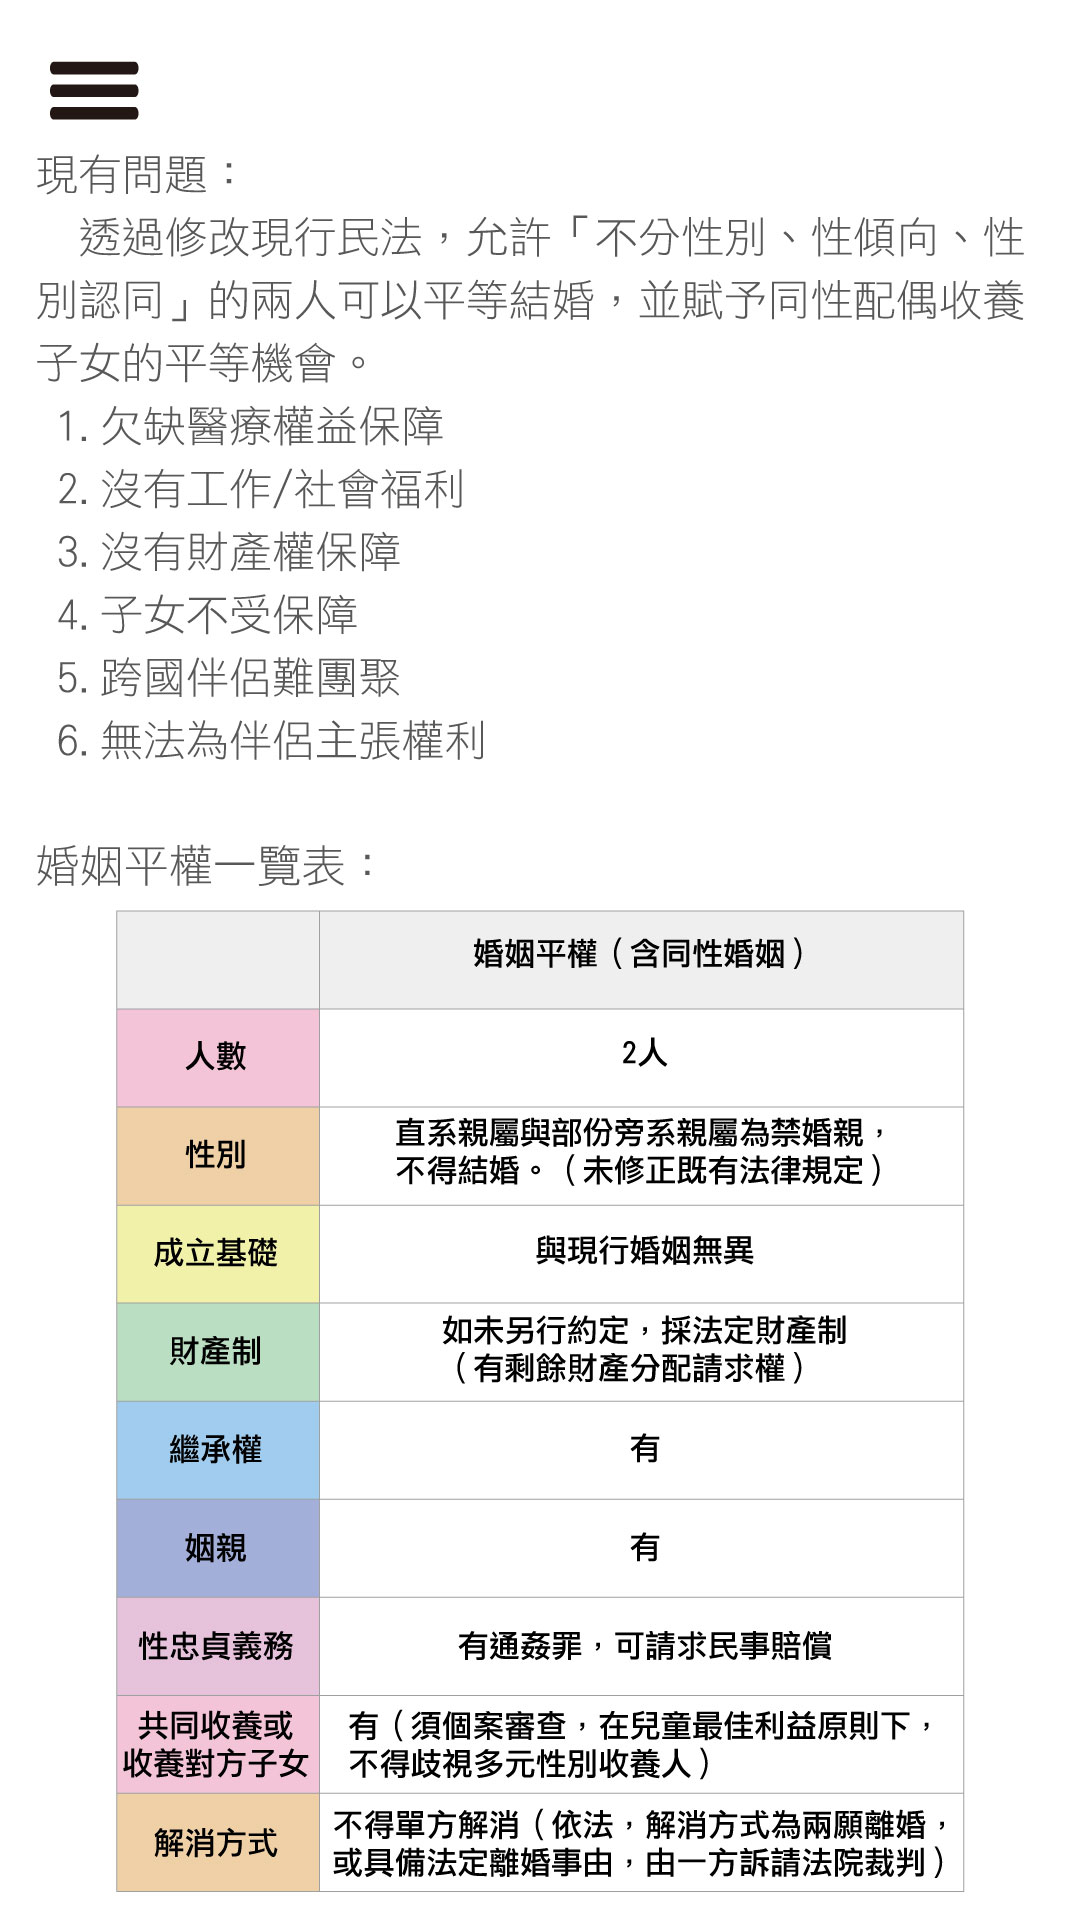 現有問題：
透過修改現行民法，允許「不分性別、性傾向、性
別認同」的兩人可以平等結婚，並賦予同性配偶收養
子女的平等機會。
1. 欠缺醫療權益保障
2. 沒有工作/社會福利
3. 沒有財產權保障
4. 子女不受保障
5. 跨國伴侶難團聚
6. 無法為伴侶主張權利
婚姻平權一覽表：
婚姻平權（含同性婚姻）
人數
2人
性別
直系親屬與部份旁系親屬為禁婚親，
不得結婚。（未修正既有法律規定）
成立基礎
與現行婚姻無異
財產制
如未另行約定，採法定財產制
（有剩餘財產分配請求權）
繼承權
有
姻親
有
性忠貞義務
有通姦罪，可請求民事賠償
共同收養或
收養對方子女
有（須個案審查，在兒童最佳利益原則下，
不得歧視多元性別收養人）
解消方式
不得單方解消（依法，解消方式為兩願離婚，
或具備法定離婚事由，由一方訴請法院裁判）